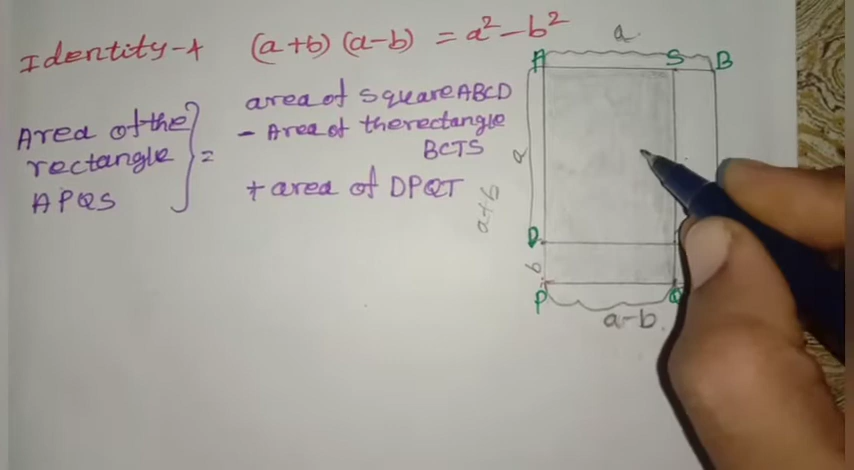 Identity-4 (a+b) (a-b) = a² - b²
Area of the rectangle APQS } =
area of square ABCD
- Area of the rectangle
BCTS
+ area of DPQT
a
A S B
a
a+b
D
b
P Q
a-b